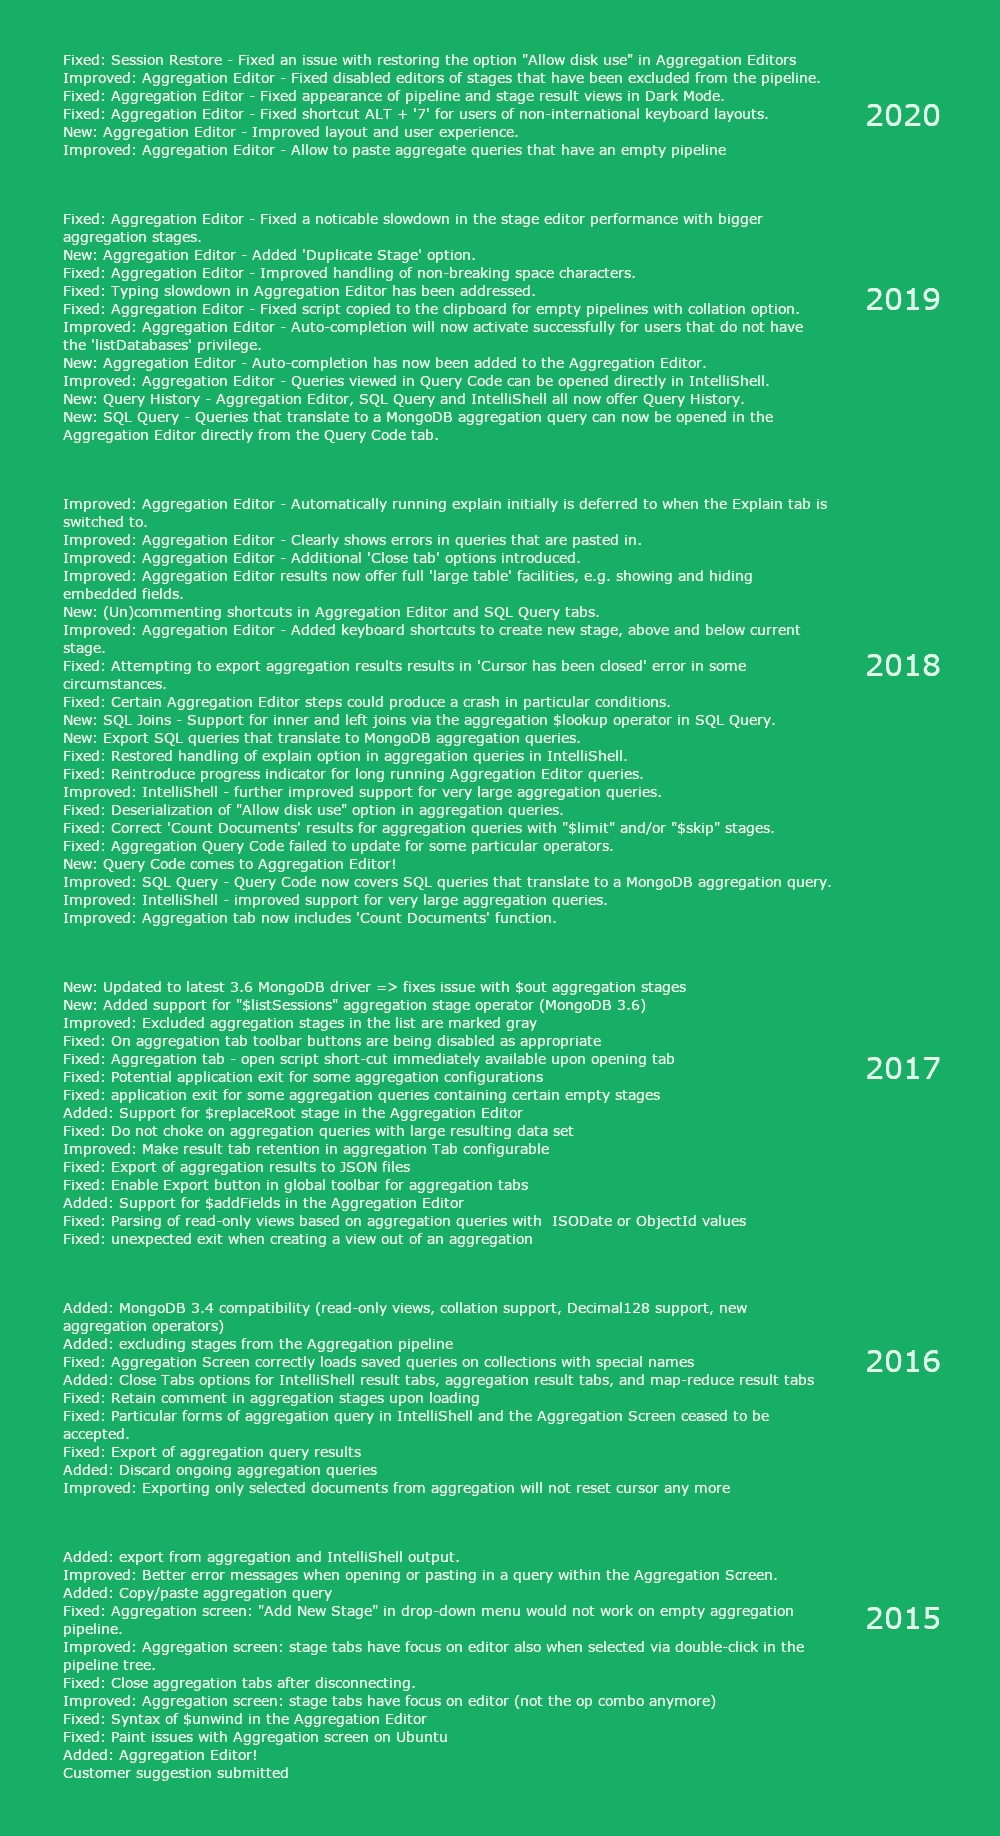 Fixed: Session Restore - Fixed an issue with restoring the option "Allow disk use" in Aggregation Editors
Improved: Aggregation Editor - Fixed disabled editors of stages that have been excluded from the pipeline.
Fixed: Aggregation Editor - Fixed appearance of pipeline and stage result views in Dark Mode.
Fixed: Aggregation Editor - Fixed shortcut ALT + '7' for users of non-international keyboard layouts.
New: Aggregation Editor - Improved layout and user experience.
Improved: Aggregation Editor - Allow to paste aggregate queries that have an empty pipeline
2020
Fixed: Aggregation Editor - Fixed a noticable slowdown in the stage editor performance with bigger
aggregation stages.
New: Aggregation Editor - Added 'Duplicate Stage' option.
Fixed: Aggregation Editor - Improved handling of non-breaking space characters.
Fixed: Typing slowdown in Aggregation Editor has been addressed.
Fixed: Aggregation Editor - Fixed script copied to the clipboard for empty pipelines with collation option.
Improved: Aggregation Editor - Auto-completion will now activate successfully for users that do not have
the 'listDatabases' privilege.
New: Aggregation Editor - Auto-completion has now been added to the Aggregation Editor.
Improved: Aggregation Editor - Queries viewed in Query Code can be opened directly in IntelliShell.
New: Query History - Aggregation Editor, SQL Query and IntelliShell all now offer Query History.
New: SQL Query - Queries that translate to a MongoDB aggregation query can now be opened in the
Aggregation Editor directly from the Query Code tab.
2019
Improved: Aggregation Editor - Automatically running explain initially is deferred to when the Explain tab is
switched to.
Improved: Aggregation Editor - Clearly shows errors in queries that are pasted in.
Improved: Aggregation Editor - Additional 'Close tab' options introduced.
Improved: Aggregation Editor results now offer full 'large table' facilities, e.g. showing and hiding
embedded fields.
New: (Un)commenting shortcuts in Aggregation Editor and SQL Query tabs.
Improved: Aggregation Editor - Added keyboard shortcuts to create new stage, above and below current
stage.
Fixed: Attempting to export aggregation results results in 'Cursor has been closed' error in some
circumstances.
Fixed: Certain Aggregation Editor steps could produce a crash in particular conditions.
New: SQL Joins - Support for inner and left joins via the aggregation $lookup operator in SQL Query.
New: Export SQL queries that translate to MongoDB aggregation queries.
Fixed: Restored handling of explain option in aggregation queries in IntelliShell.
Fixed: Reintroduce progress indicator for long running Aggregation Editor queries.
Improved: IntelliShell - further improved support for very large aggregation queries.
Fixed: Deserialization of "Allow disk use" option in aggregation queries.
Fixed: Correct 'Count Documents' results for aggregation queries with "$limit" and/or "$skip" stages.
Fixed: Aggregation Query Code failed to update for some particular operators.
New: Query Code comes to Aggregation Editor!
Improved: SQL Query - Query Code now covers SQL queries that translate to a MongoDB aggregation query.
Improved: IntelliShell - improved support for very large aggregation queries.
Improved: Aggregation tab now includes 'Count Documents' function.
2018
New: Updated to latest 3.6 MongoDB driver => fixes issue with $out aggregation stages
New: Added support for "$listSessions" aggregation stage operator (MongoDB 3.6)
Improved: Excluded aggregation stages in the list are marked gray
Fixed: On aggregation tab toolbar buttons are being disabled as appropriate
Fixed: Aggregation tab - open script short-cut immediately available upon opening tab
Fixed: Potential application exit for some aggregation configurations
Fixed: application exit for some aggregation queries containing certain empty stages
Added: Support for $replaceRoot stage in the Aggregation Editor
Fixed: Do not choke on aggregation queries with large resulting data set
Improved: Make result tab retention in aggregation Tab configurable
Fixed: Export of aggregation results to JSON files
Fixed: Enable Export button in global toolbar for aggregation tabs
Added: Support for $addFields in the Aggregation Editor
Fixed: Parsing of read-only views based on aggregation queries with  ISODate or ObjectId values
Fixed: unexpected exit when creating a view out of an aggregation
2017
Added: MongoDB 3.4 compatibility (read-only views, collation support, Decimal128 support, new
aggregation operators)
Added: excluding stages from the Aggregation pipeline
Fixed: Aggregation Screen correctly loads saved queries on collections with special names
Added: Close Tabs options for IntelliShell result tabs, aggregation result tabs, and map-reduce result tabs
Fixed: Retain comment in aggregation stages upon loading
Fixed: Particular forms of aggregation query in IntelliShell and the Aggregation Screen ceased to be
accepted.
Fixed: Export of aggregation query results
Added: Discard ongoing aggregation queries
Improved: Exporting only selected documents from aggregation will not reset cursor any more
2016
Added: export from aggregation and IntelliShell output.
Improved: Better error messages when opening or pasting in a query within the Aggregation Screen.
Added: Copy/paste aggregation query
Fixed: Aggregation screen: "Add New Stage" in drop-down menu would not work on empty aggregation
pipeline.
Improved: Aggregation screen: stage tabs have focus on editor also when selected via double-click in the
pipeline tree.
Fixed: Close aggregation tabs after disconnecting.
Improved: Aggregation screen: stage tabs have focus on editor (not the op combo anymore)
Fixed: Syntax of $unwind in the Aggregation Editor
Fixed: Paint issues with Aggregation screen on Ubuntu
Added: Aggregation Editor!
Customer suggestion submitted
2015